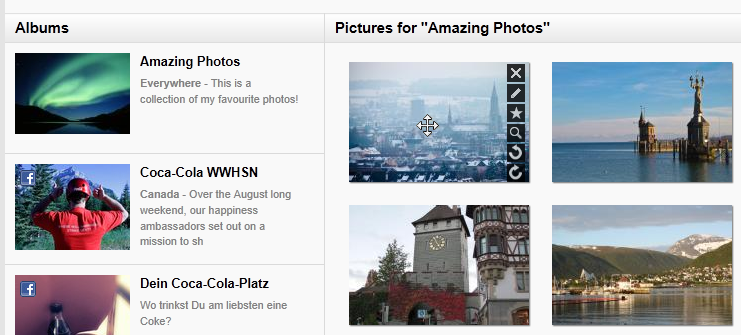 Albums
Pictures for "Amazing Photos"
Amazing Photos
Everywhere - This is a
collection of my favourite photos!
Coca-Cola WWHSN
Canada - Over the August long
weekend, our happiness
ambassadors set out on a
mission to sh
Dein Coca-Cola-Platz
Wo trinkst Du am liebsten eine
Coke?